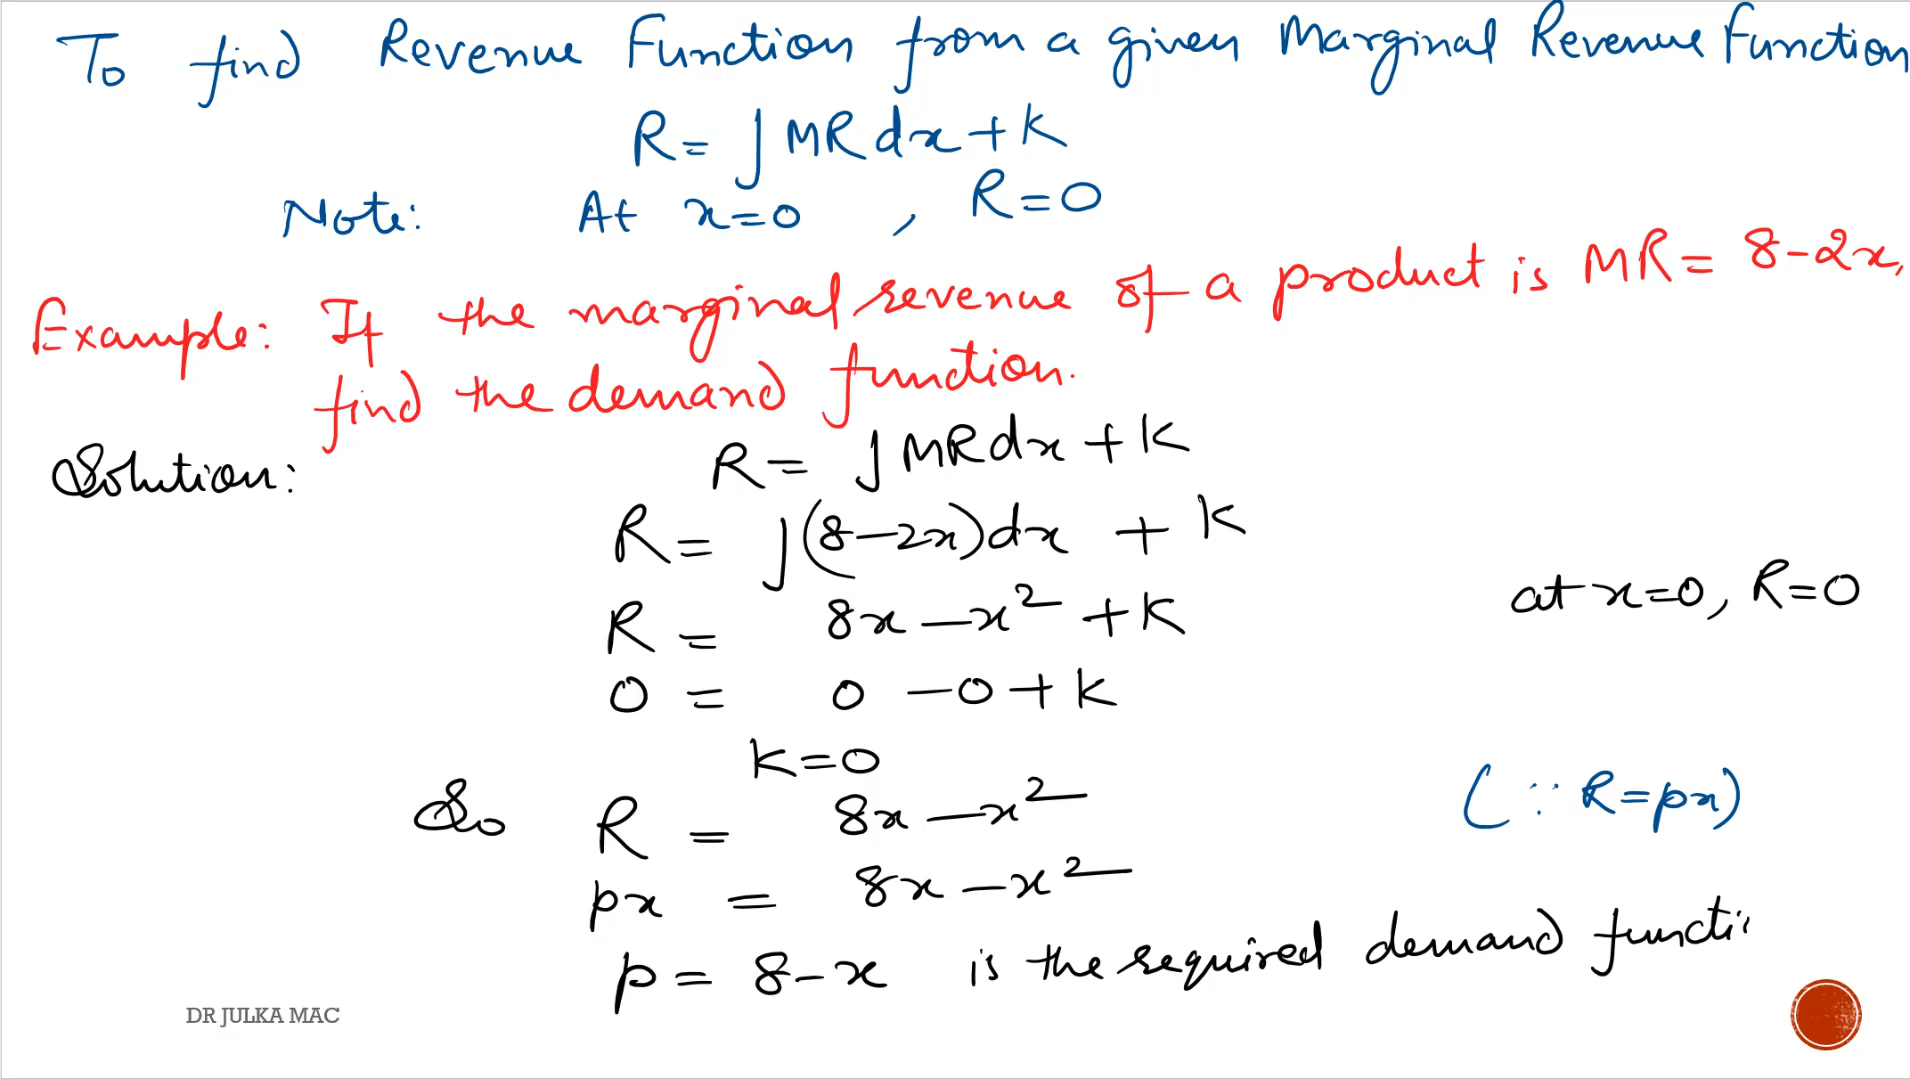 To find Revenue Function from a given Marginal Revenue Function
R = ∫ MR dx + K
Note: At x=0 , R=0
Example: If the marginal revenue of a product is MR = 8-2x,
find the demand function.
Solution: R = ∫ MR dx + K
R = ∫(8-2x)dx + K
at x=0, R=0
R = 8x - x² + K
0 = 0 - 0 + K
K=0
So R = 8x - x² (∵ R=px)
px = 8x - x²
p = 8-x is the required demand functi
DR JULKA MAC